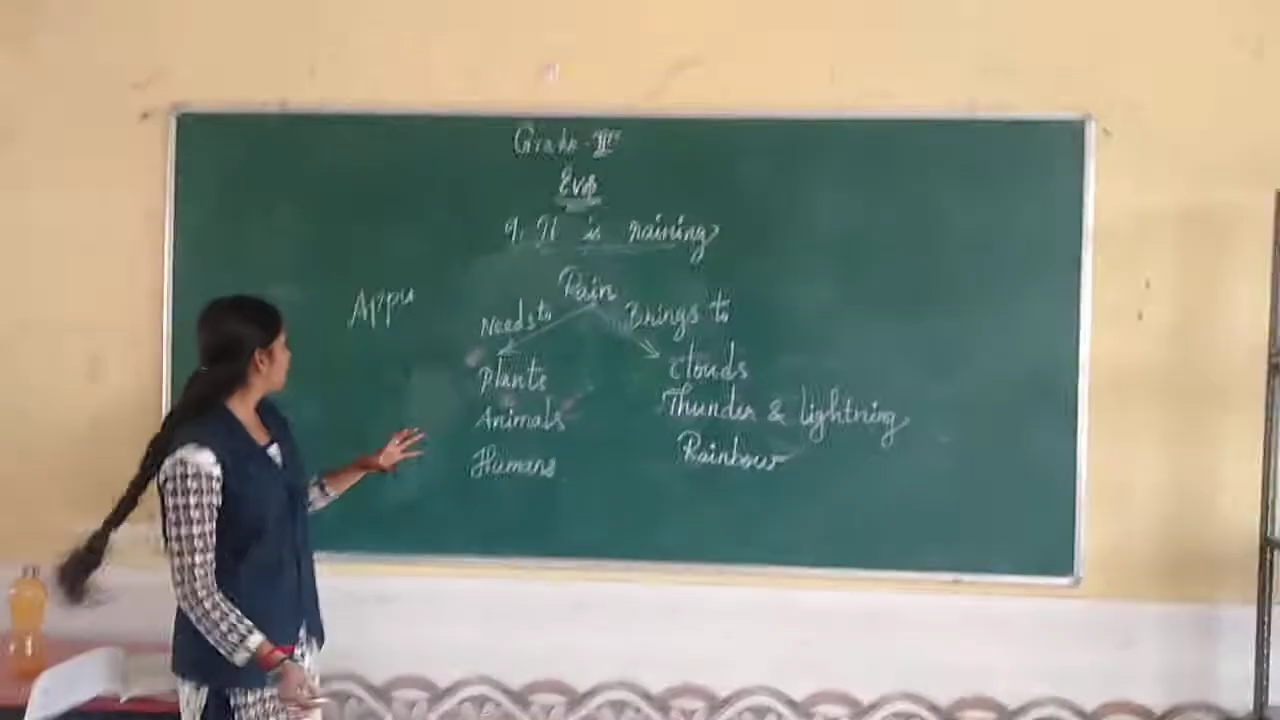 Grade-III
EVS
9. It is raining
Rain
Appu
Needs to
Brings to
Plants
clouds
Animals
Thunder & lightning
Humans
Rainbow